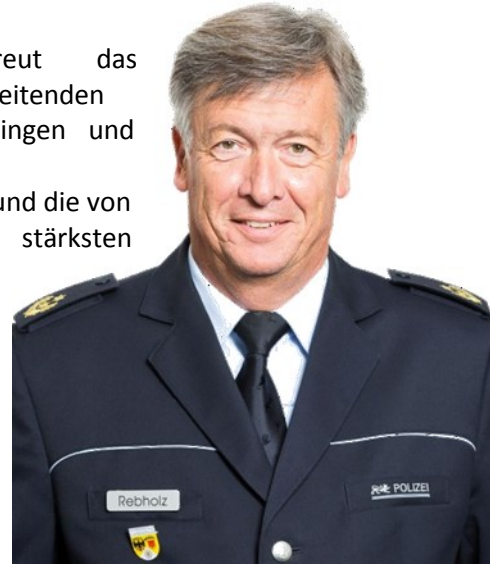 reut das
eitenden
ingen und
und die von
stärksten
Rebholz
POLIZEI